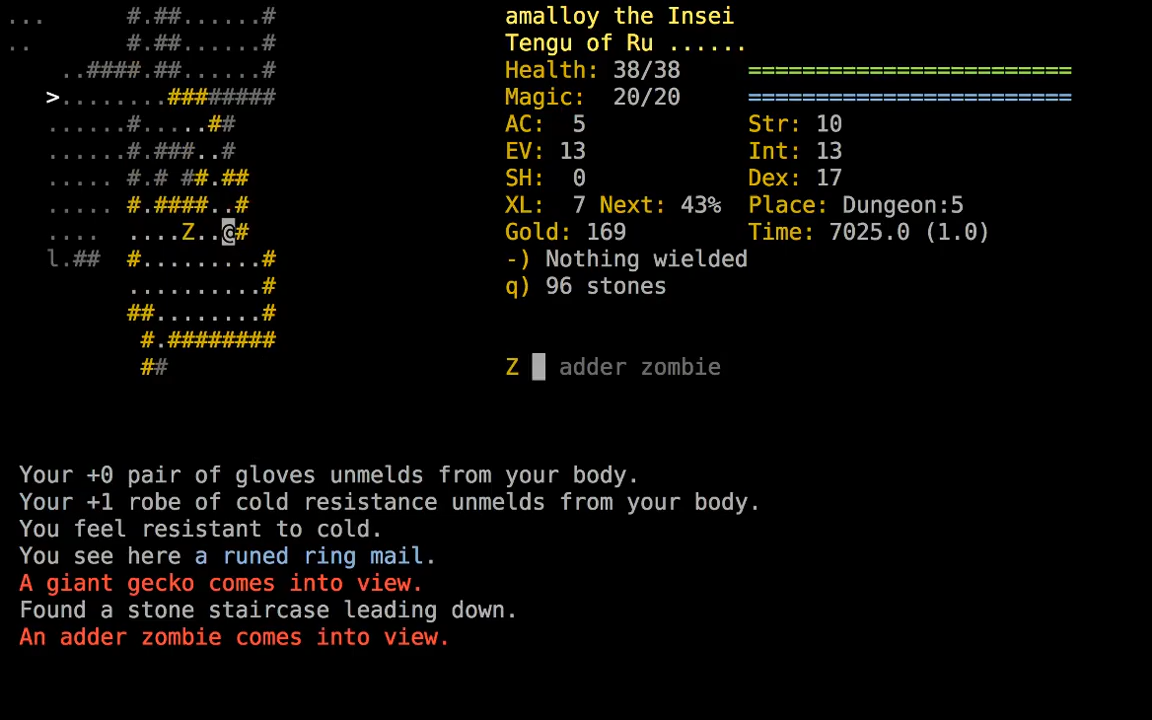 ...      #.##......#                 amalloy the Insei
..       #.##......#                 Tengu of Ru ......
    ..####.##......#                 Health: 38/38     ========================
   >........########                 Magic:  20/20     ========================
   ......#.....##                    AC:  5            Str: 10
   ......#.###..#                    EV: 13            Int: 13
   ..... #.# ##.##                   SH:  0            Dex: 17
   ..... #.####..#                   XL:  7 Next: 43%  Place: Dungeon:5
   ....  ....Z..@#                   Gold: 169         Time: 7025.0 (1.0)
   l.##  #.........#                 -) Nothing wielded
         ..........#                 q) 96 stones
         ##........#
          #.########
          ##                         Z   adder zombie
Your +0 pair of gloves unmelds from your body.
Your +1 robe of cold resistance unmelds from your body.
You feel resistant to cold.
You see here a runed ring mail.
A giant gecko comes into view.
Found a stone staircase leading down.
An adder zombie comes into view.